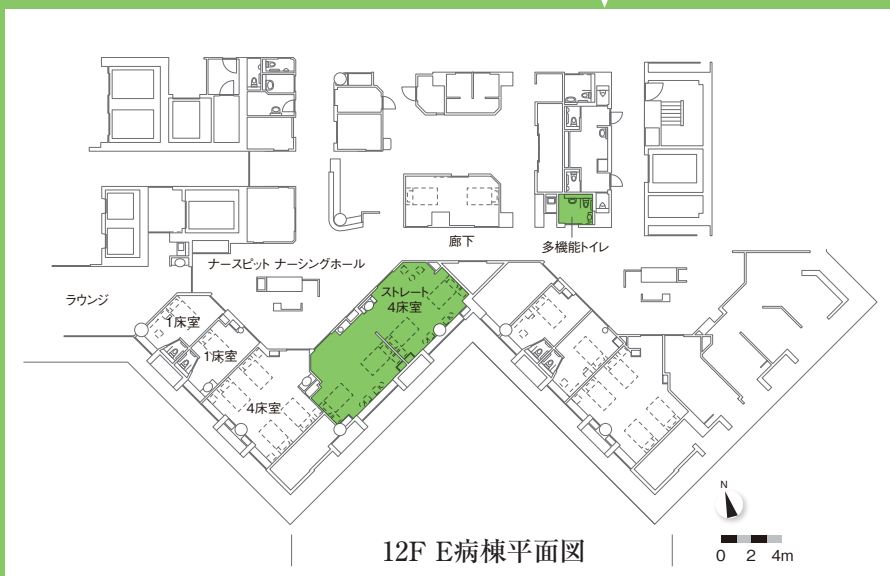 廊下
多機能トイレ
ナースピット ナーシングホール
ラウンジ
ストレート
4床室
1床室
1床室
4床室
N
12F E病棟平面図
0 2 4m